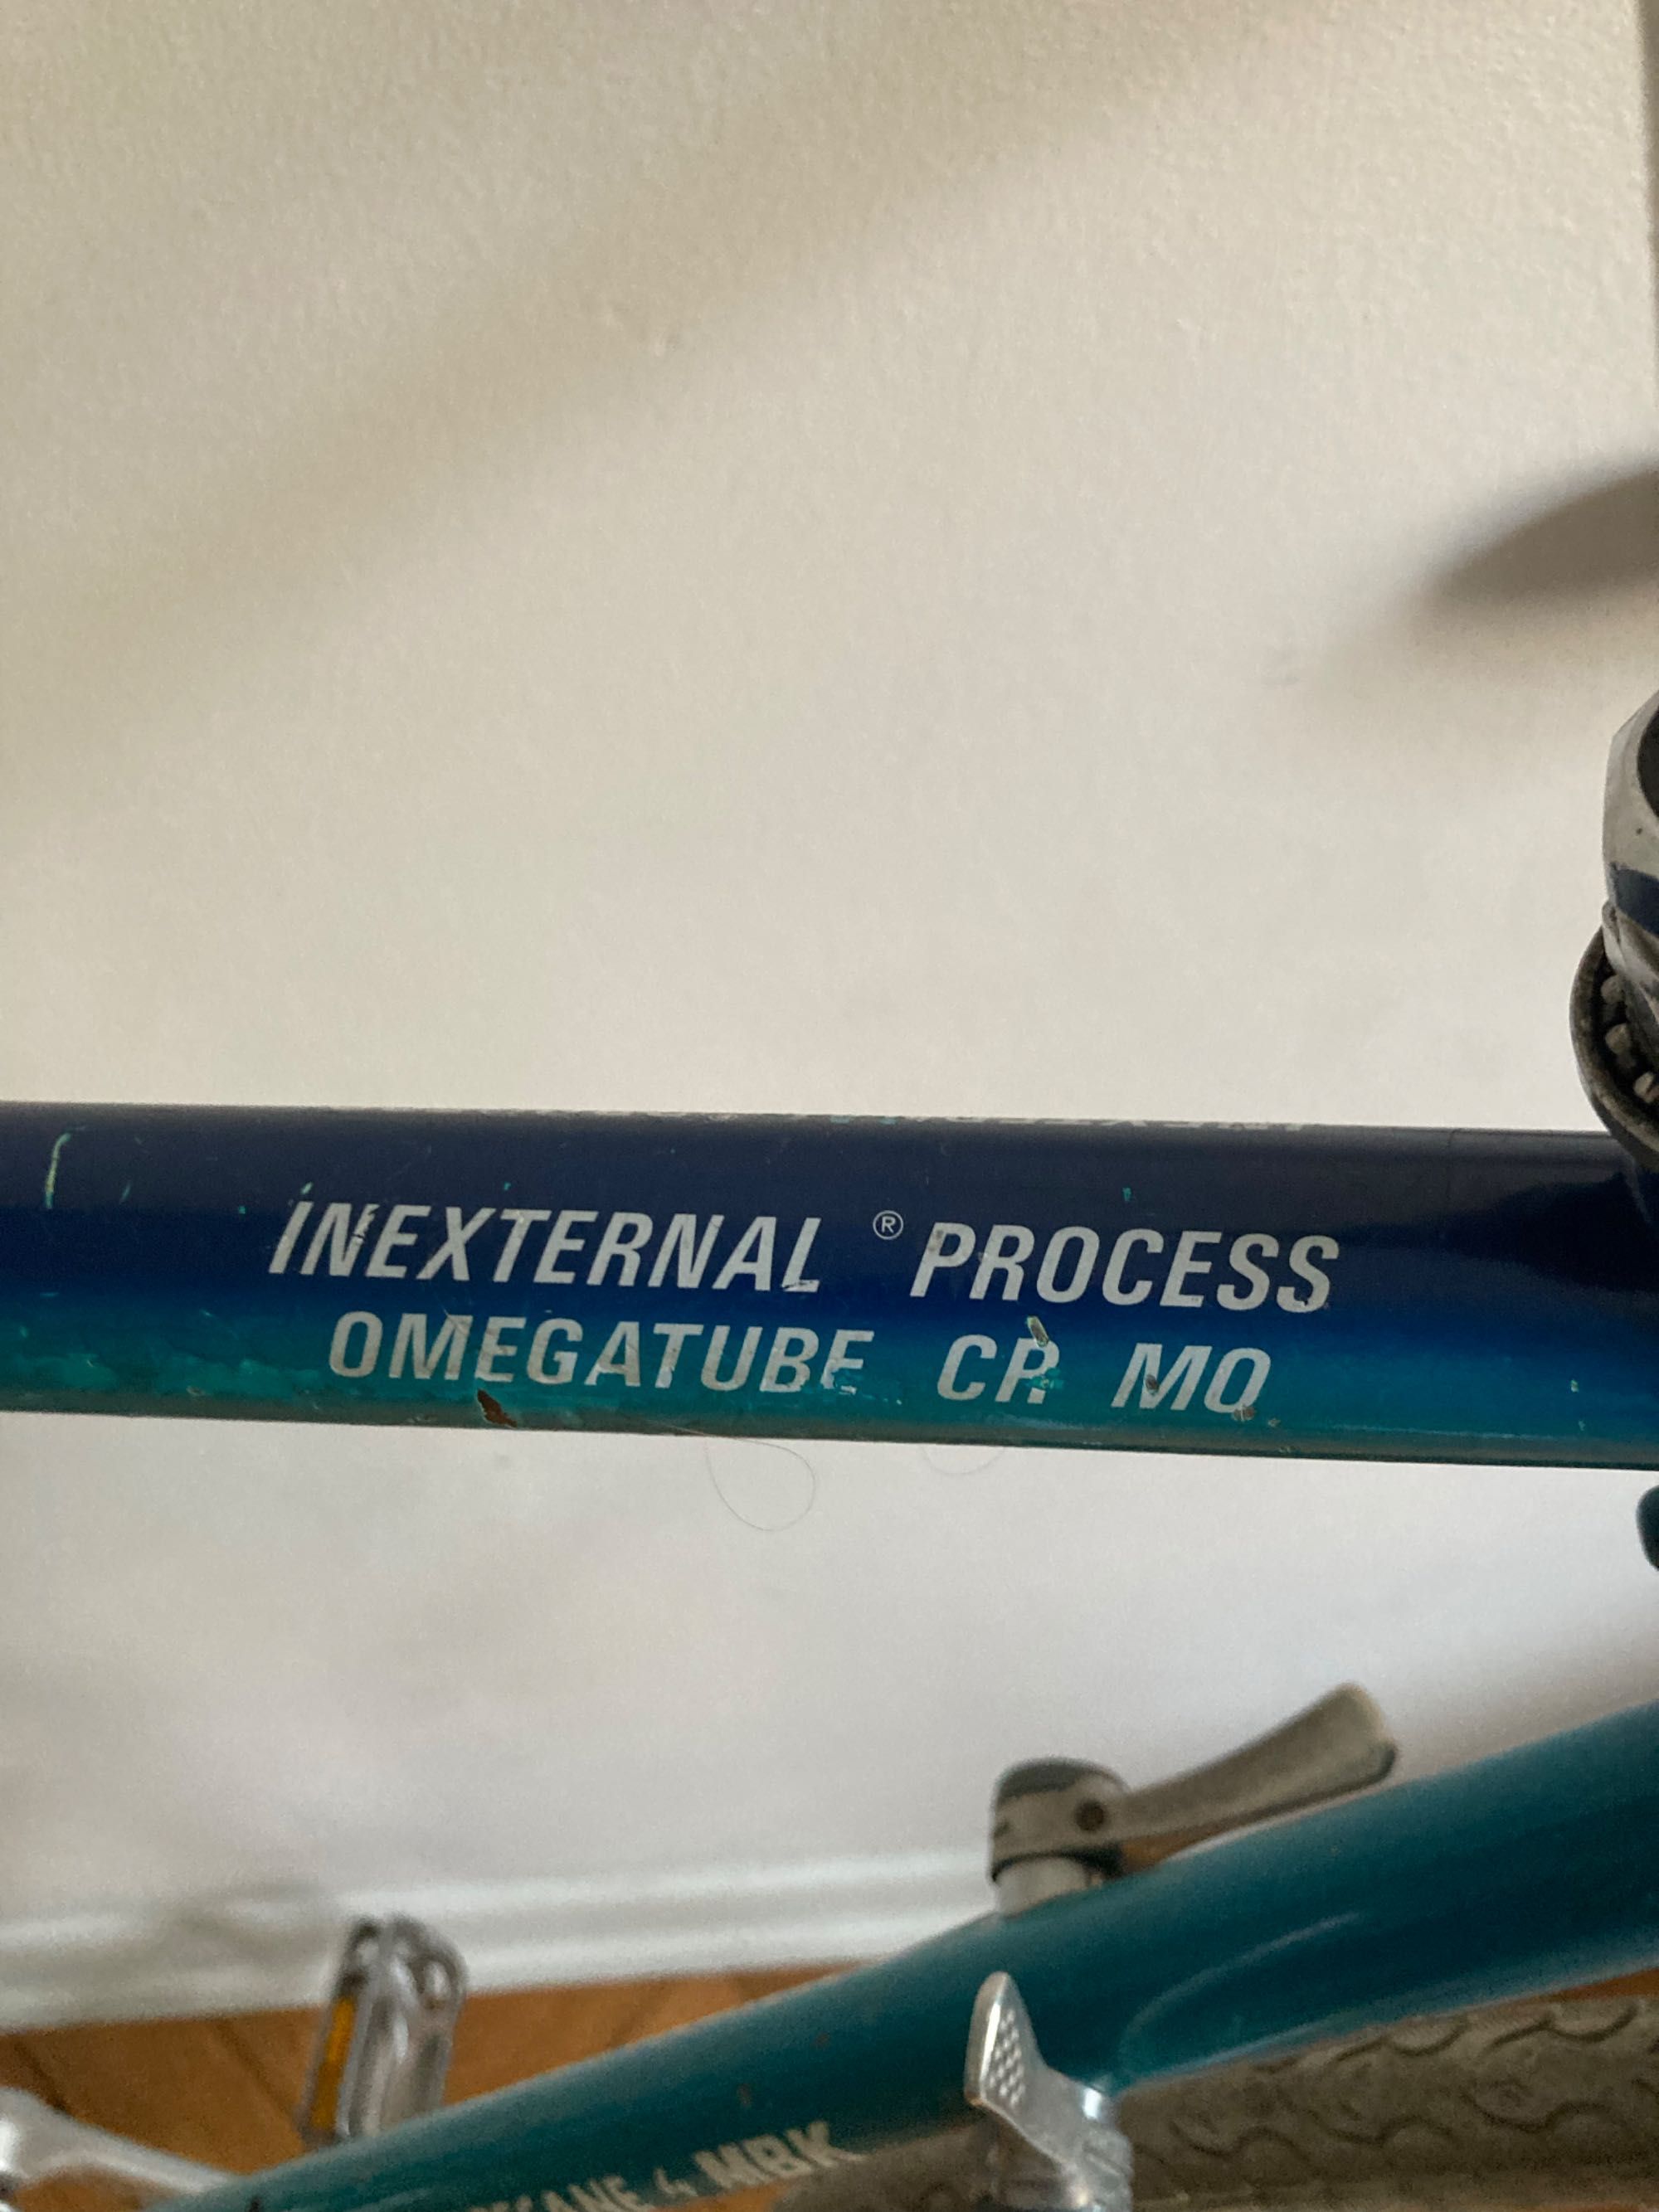 INEXTERNAL ® PROCESS
OMEGATUBE CR MO
MBK